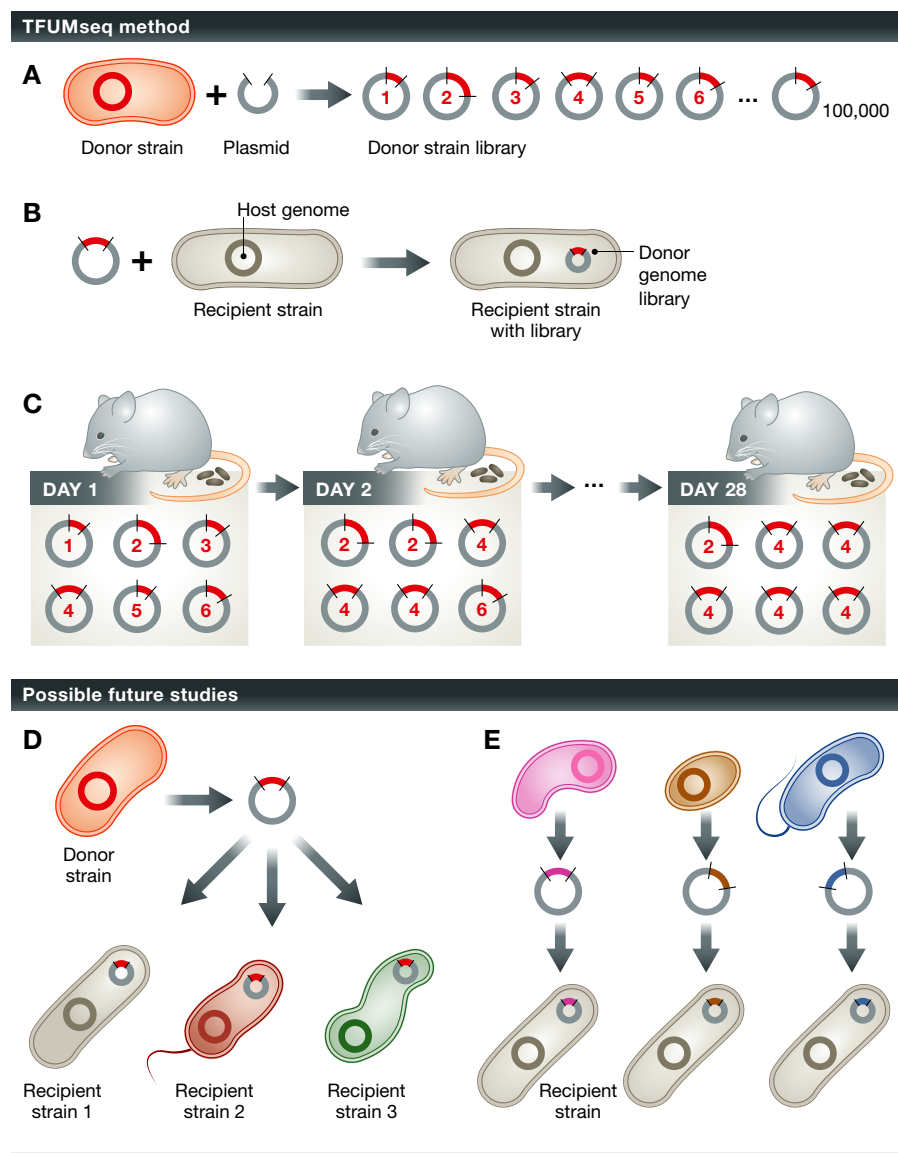 TFUMseq method
A
+
1 2 3 4 5 6 ... 100,000
Donor strain
Plasmid
Donor strain library
B
Host genome
+
Donor
genome
library
Recipient strain
Recipient strain
with library
C
DAY 1
DAY 2
...
DAY 28
1 2 3
2 2 4
2 4 4
4 5 6
4 4 6
4 4 4
Possible future studies
D
E
Donor
strain
Recipient
strain 1
Recipient
strain 2
Recipient
strain 3
Recipient
strain